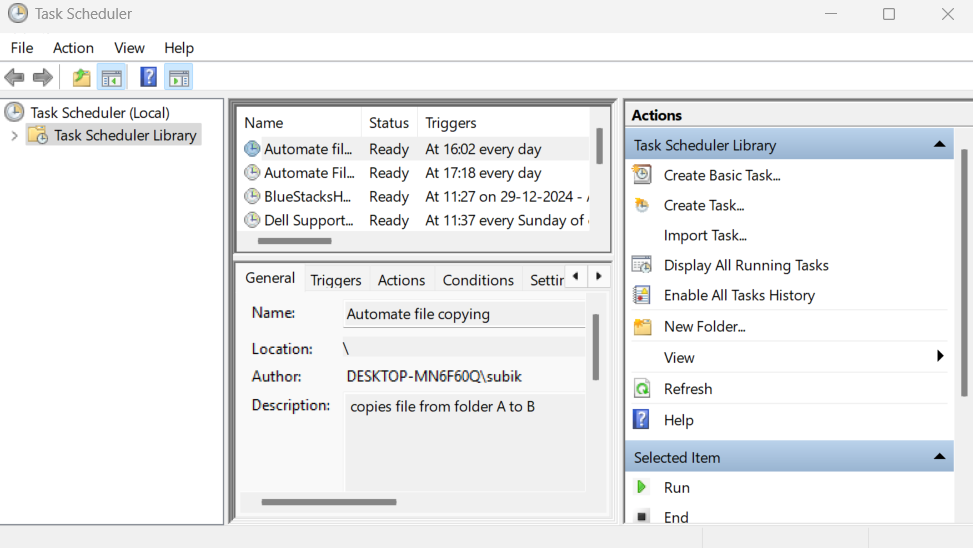 Task Scheduler
File Action View Help
Task Scheduler (Local)
Task Scheduler Library
Name Status Triggers
Automate fil... Ready At 16:02 every day
Automate Fil... Ready At 17:18 every day
BlueStacksH... Ready At 11:27 on 29-12-2024 -
Dell Support... Ready At 11:37 every Sunday of
General Triggers Actions Conditions Settin
Name: Automate file copying
Location: \
Author: DESKTOP-MN6F60Q\subik
Description: copies file from folder A to B
Actions
Task Scheduler Library
Create Basic Task...
Create Task...
Import Task...
Display All Running Tasks
Enable All Tasks History
New Folder...
View
Refresh
Help
Selected Item
Run
End